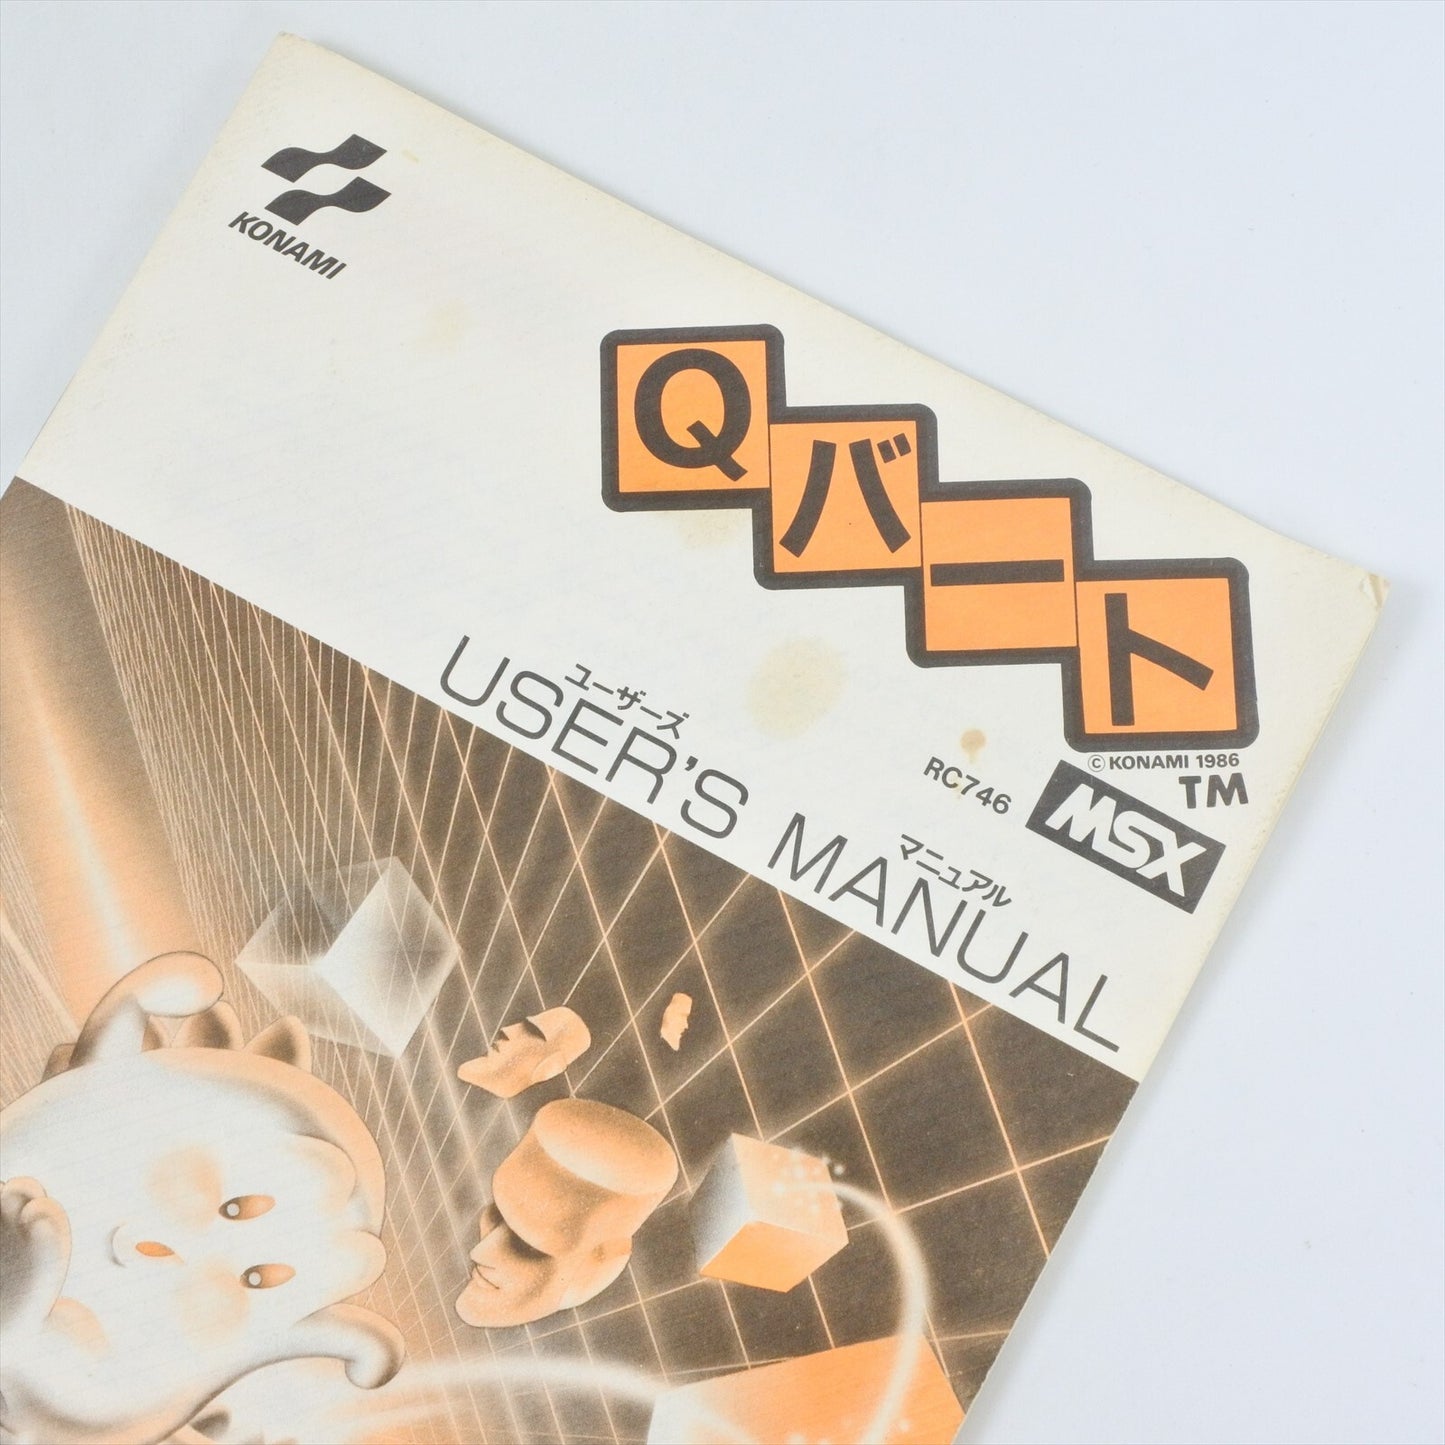 KONAMI
Qバート
© KONAMI 1986
RC746
MSX TM
ユーザーズ マニュアル
USER'S MANUAL